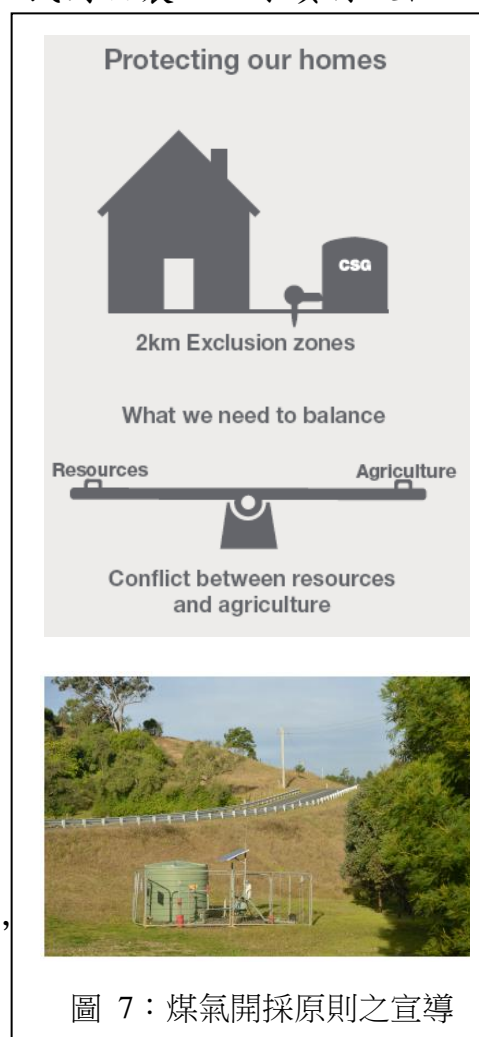 Protecting our homes
CSG
2km Exclusion zones
What we need to balance
Resources Agriculture
Conflict between resources
and agriculture
,
圖 7：煤氣開採原則之宣導